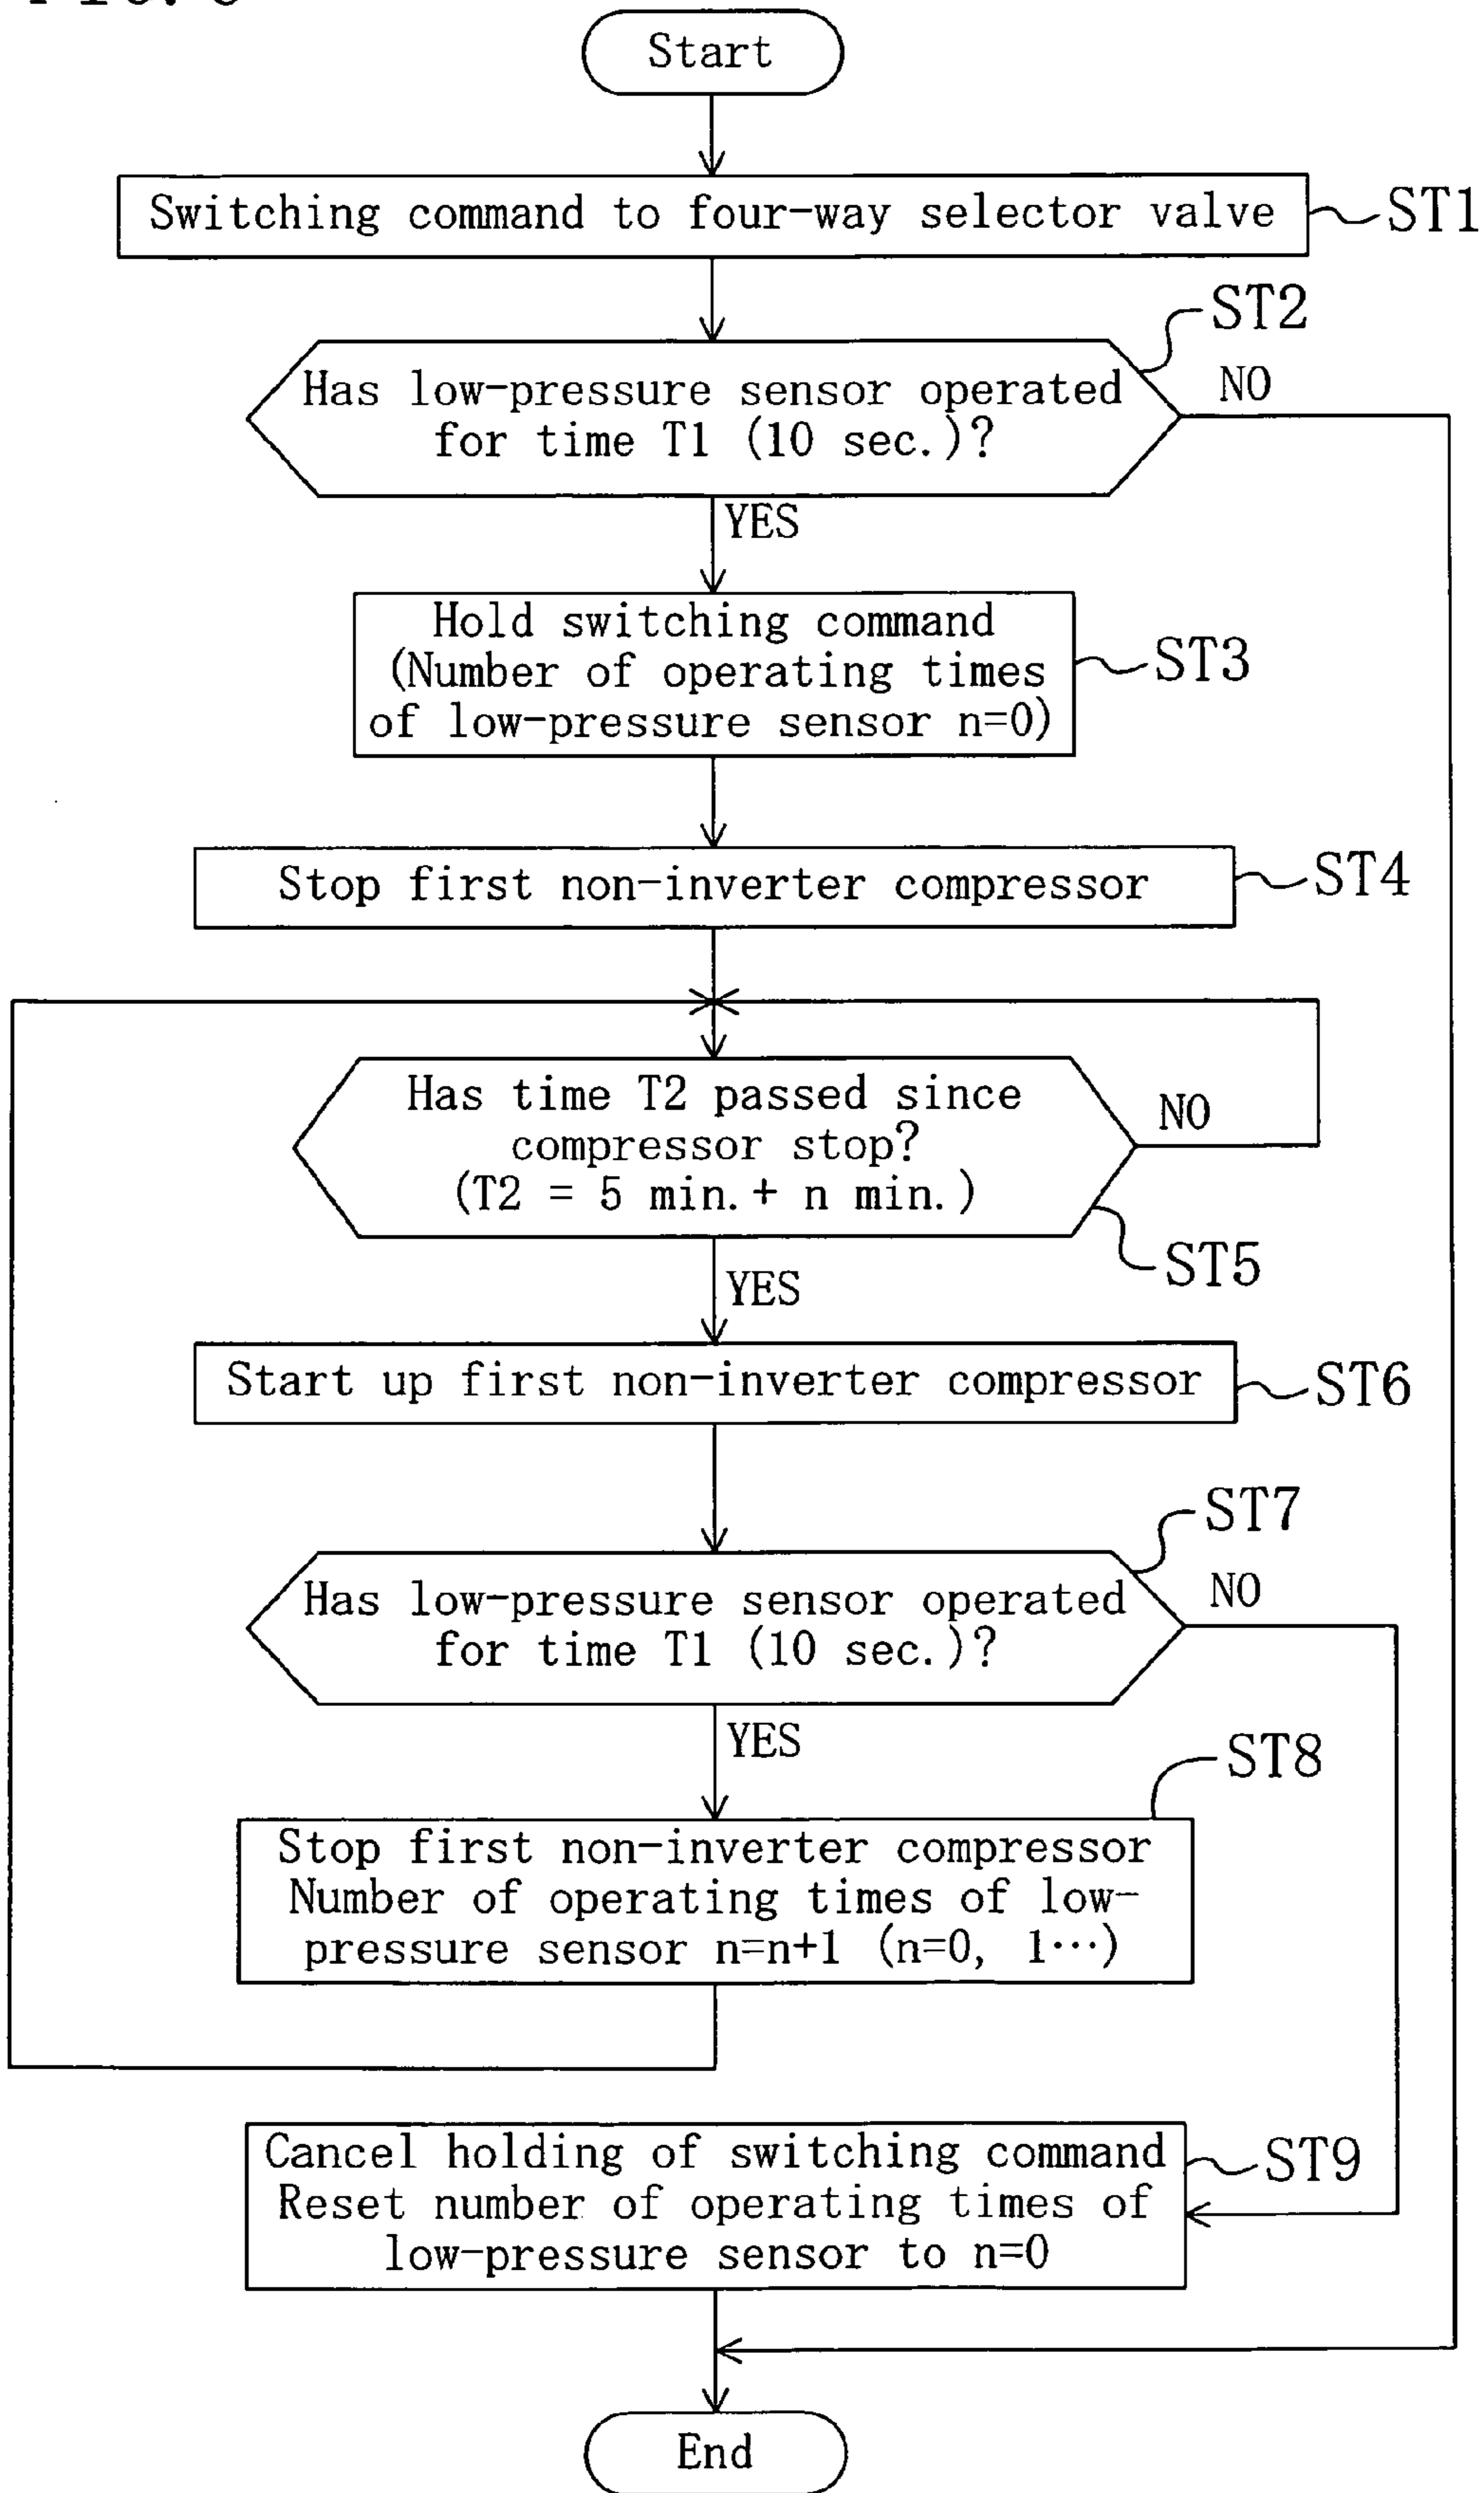 Start
Switching command to four-way selector valve
ST1
ST2
Has low-pressure sensor operated
for time T1 (10 sec.)?
NO
YES
Hold switching command
(Number of operating times
of low-pressure sensor n=0)
ST3
Stop first non-inverter compressor
ST4
Has time T2 passed since
compressor stop?
(T2 = 5 min.+ n min.)
NO
ST5
YES
Start up first non-inverter compressor
ST6
ST7
Has low-pressure sensor operated
for time T1 (10 sec.)?
NO
YES
ST8
Stop first non-inverter compressor
Number of operating times of low-
pressure sensor n=n+1 (n=0, 1···)
Cancel holding of switching command
Reset number of operating times of
low-pressure sensor to n=0
ST9
End